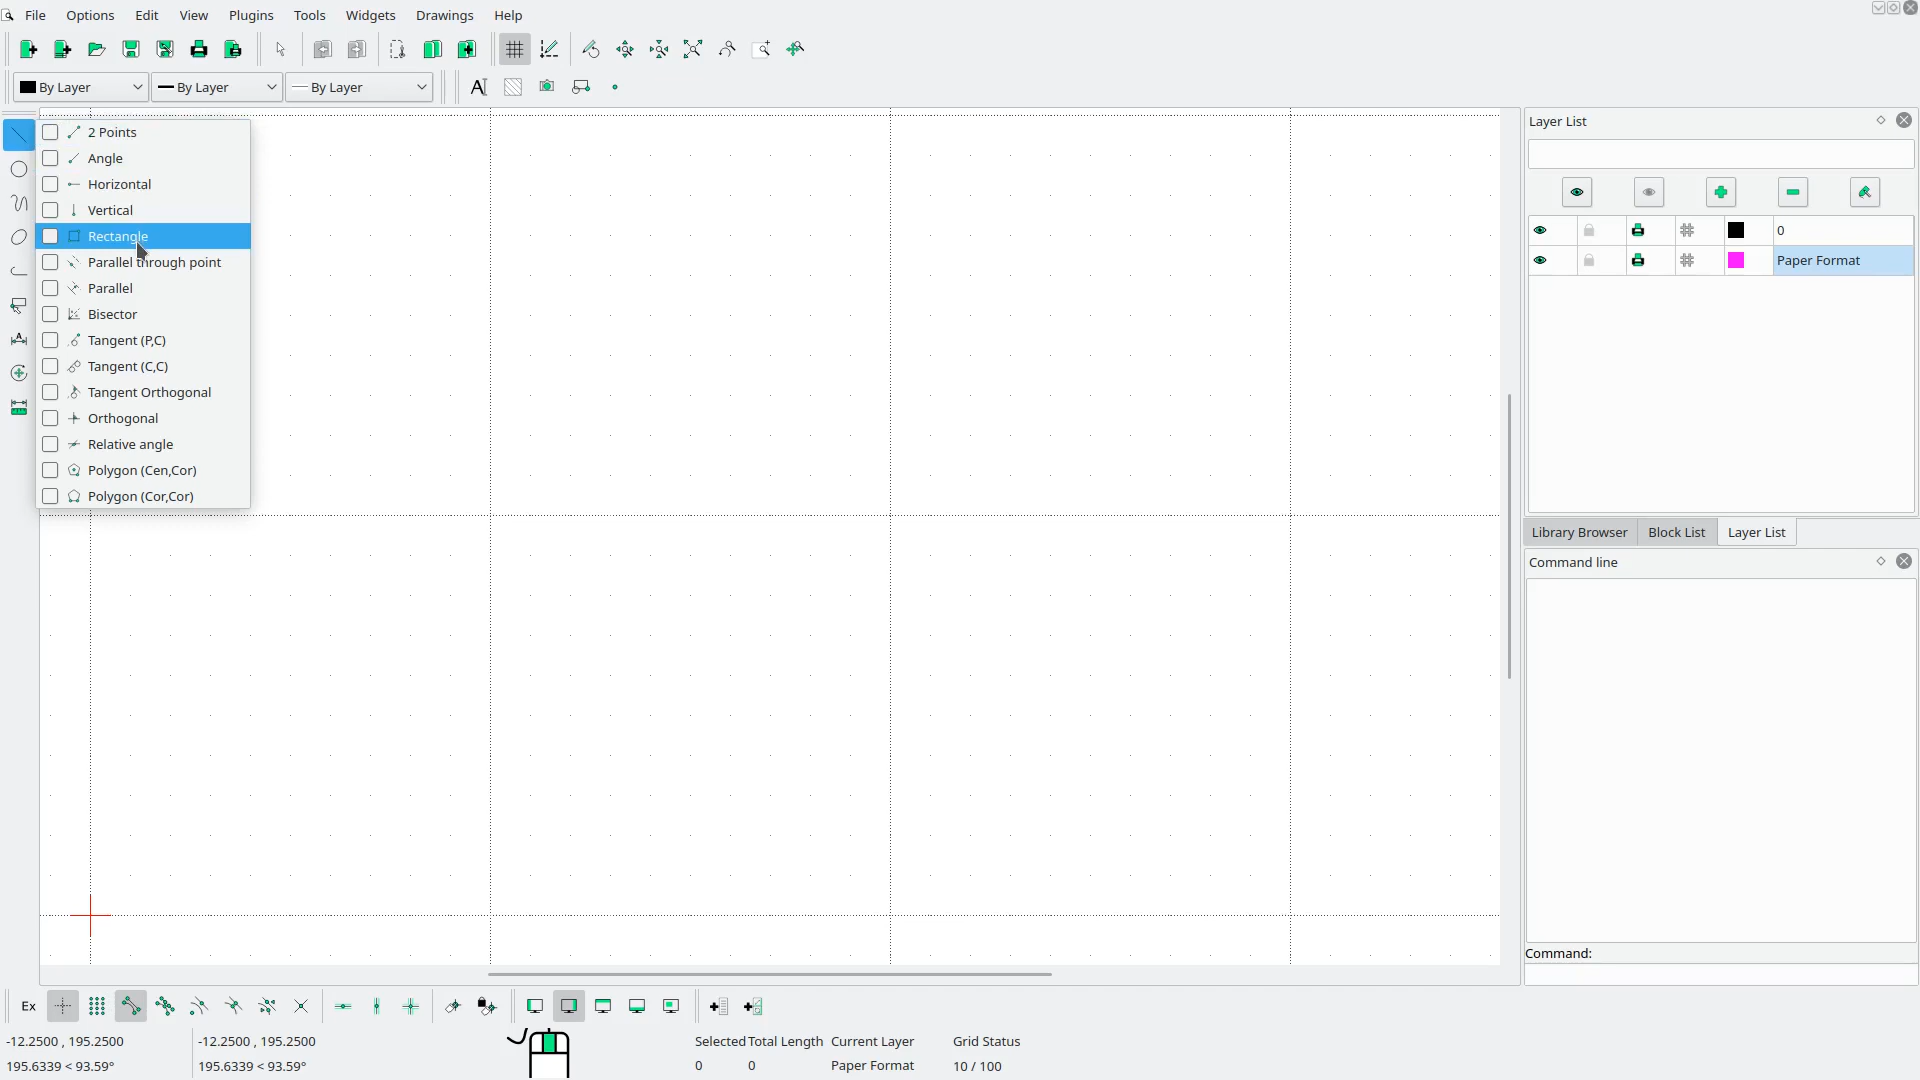 File Options Edit View Plugins Tools Widgets Drawings Help
By Layer By Layer By Layer A
2 Points
Angle
Horizontal
Vertical
Rectangle
Parallel through point
Parallel
Bisector
Tangent (P,C)
Tangent (C,C)
Tangent Orthogonal
Orthogonal
Relative angle
Polygon (Cen,Cor)
Polygon (Cor,Cor)
Layer List
0
Paper Format
Library Browser Block List Layer List
Command line
Command:
Ex
-12.2500 , 195.2500 -12.2500 , 195.2500 Selected Total Length Current Layer Grid Status
195.6339 < 93.59° 195.6339 < 93.59° 0 0 Paper Format 10 / 100